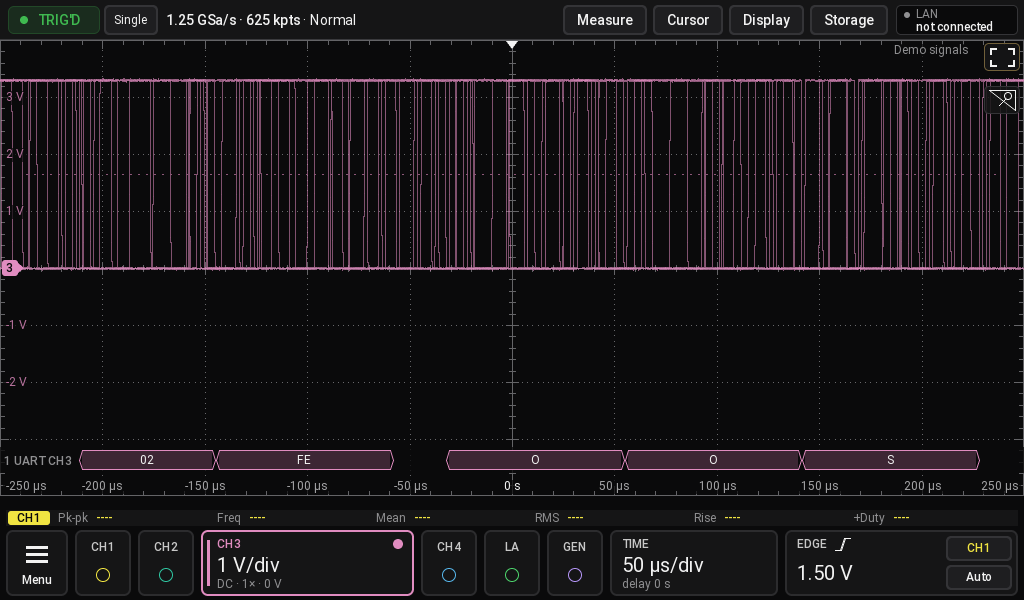 TRIG'D Single 1.25 GSa/s · 625 kpts · Normal Measure Cursor Display Storage LAN
not connected
Demo signals
3 V
2 V
1 V
3
-1 V
-2 V
1 UART CH3 02 FE O O S
-250 µs -200 µs -150 µs -100 µs -50 µs 0 s 50 µs 100 µs 150 µs 200 µs 250 µs
CH1 Pk-pk ---- Freq ---- Mean ---- RMS ---- Rise ---- +Duty ----
Menu
CH1
CH2
CH3
1 V/div
DC · 1× · 0 V
CH4
LA
GEN
TIME
50 µs/div
delay 0 s
EDGE
1.50 V
CH1
Auto